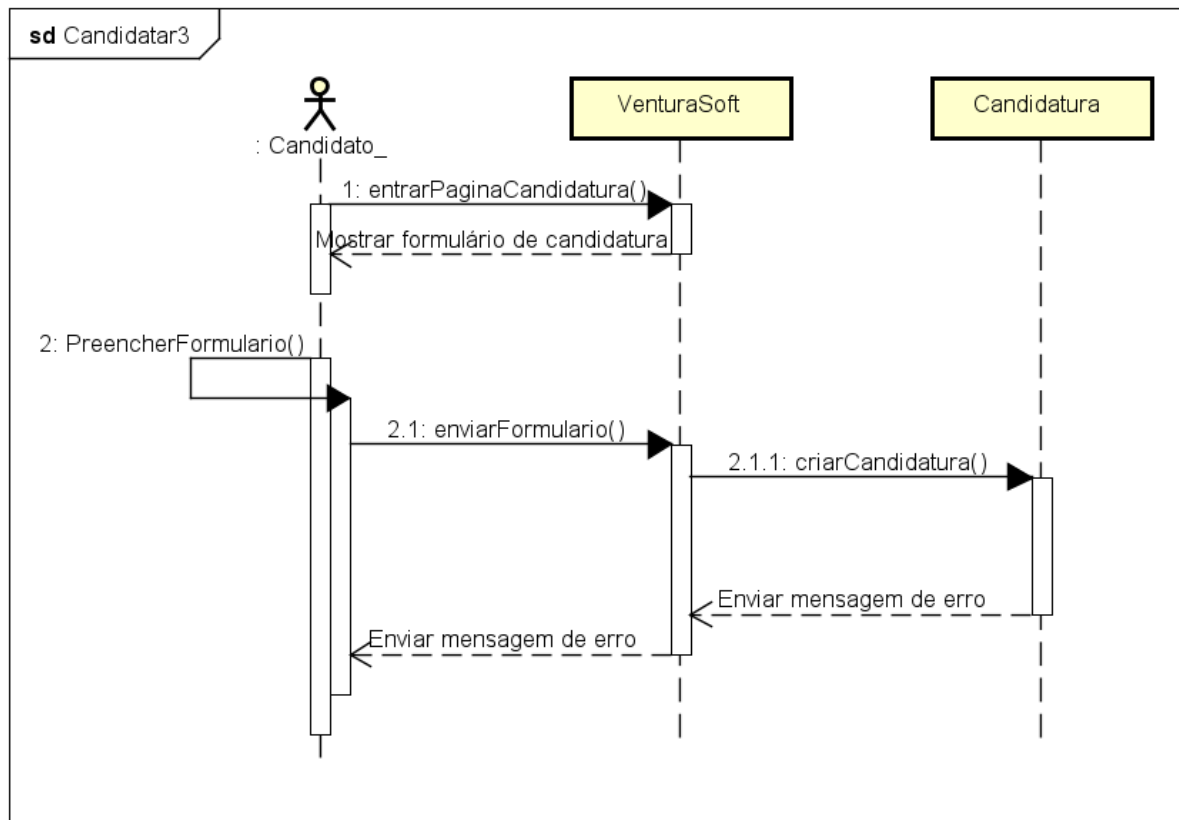 sd Candidatar3
: Candidato_
VenturaSoft
Candidatura
1: entrarPaginaCandidatura()
Mostrar formulário de candidatura
2: PreencherFormulario()
2.1: enviarFormulario()
2.1.1: criarCandidatura()
Enviar mensagem de erro
Enviar mensagem de erro